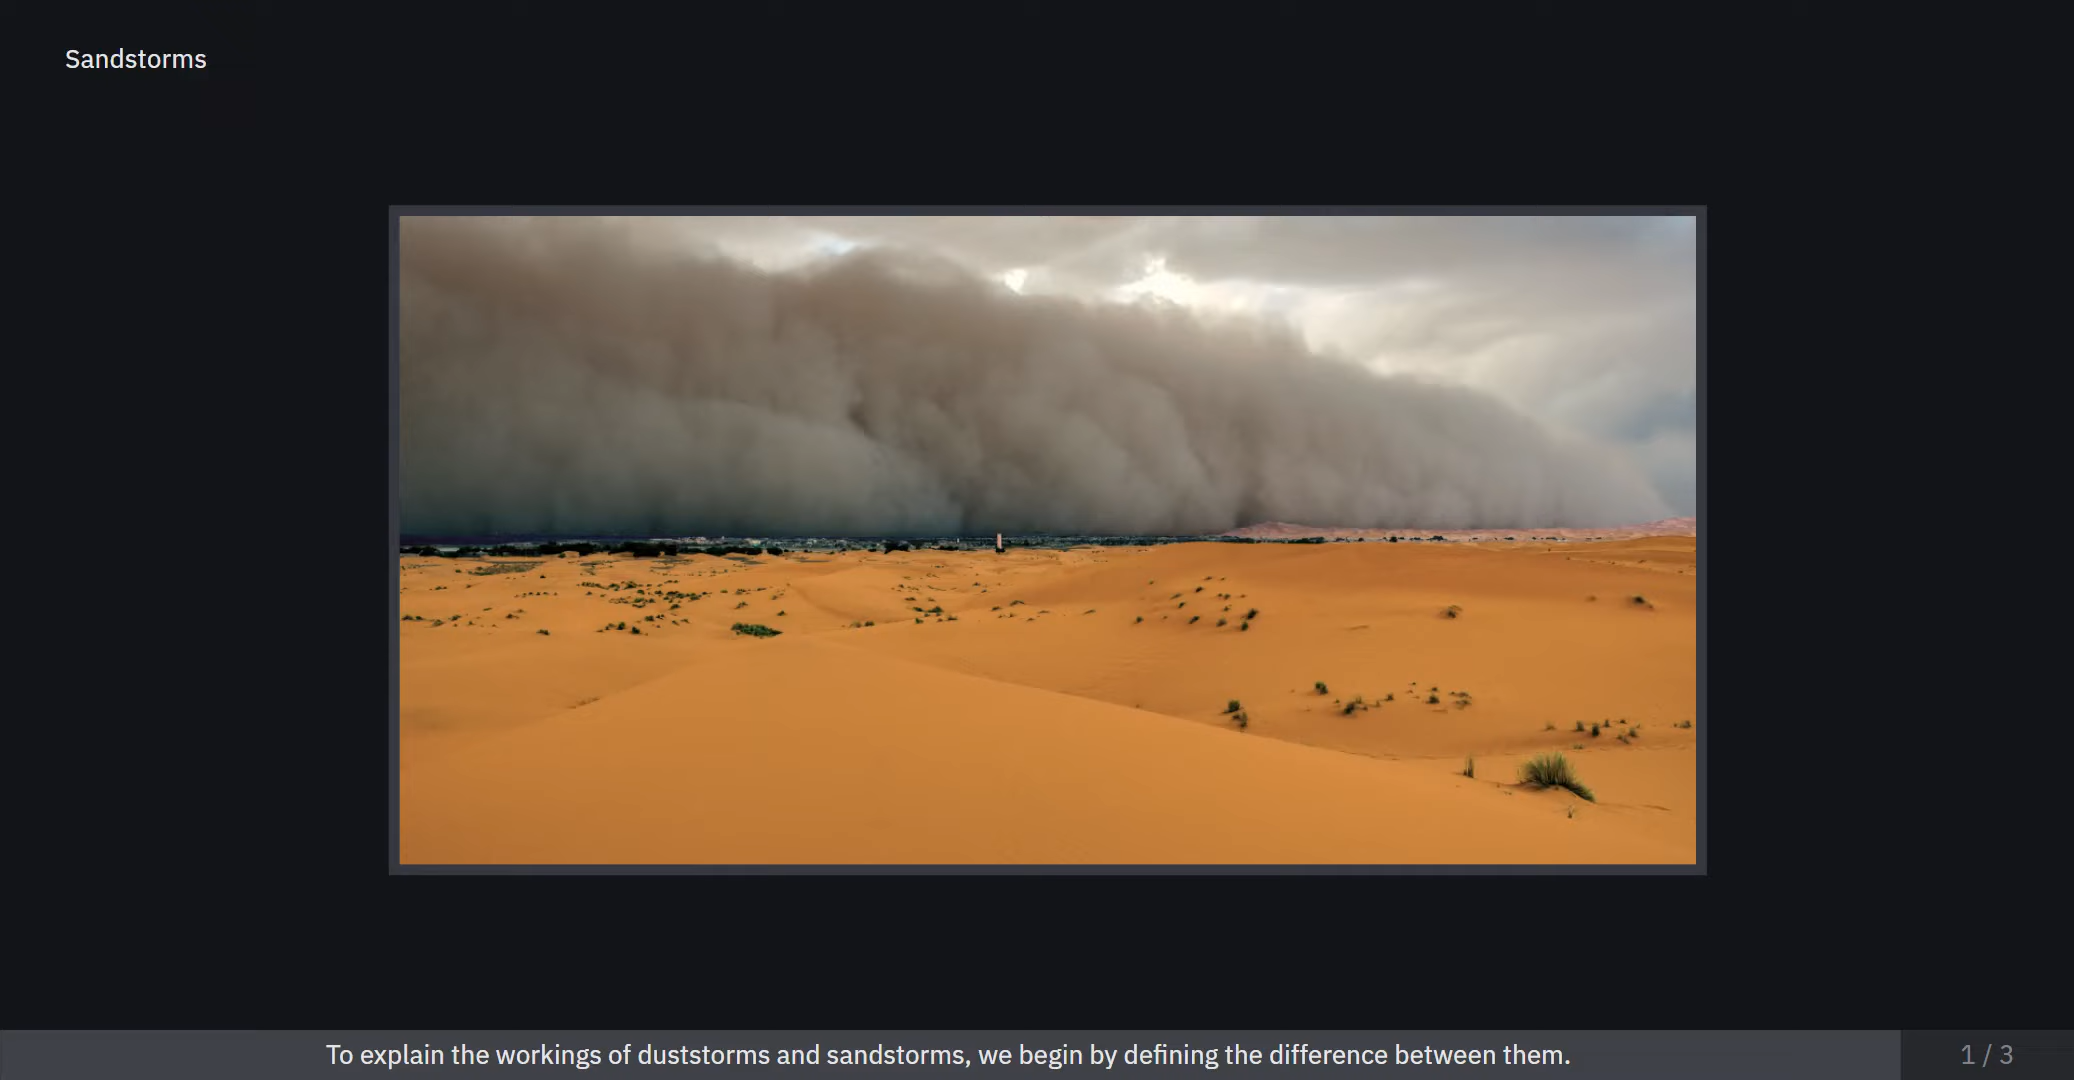 Sandstorms
To explain the workings of duststorms and sandstorms, we begin by defining the difference between them.
1 / 3